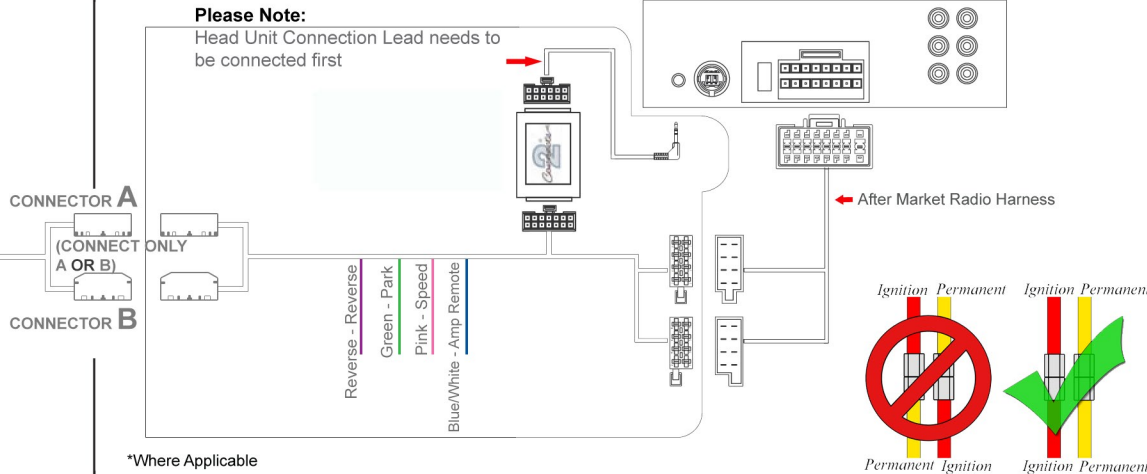 Please Note:
Head Unit Connection Lead needs to
be connected first
Connects 2
After Market Radio Harness
CONNECTOR A
(CONNECT ONLY
A OR B)
CONNECTOR B
Reverse - Reverse
Green - Park
Pink - Speed
Blue/White - Amp Remote
Ignition Permanent
Ignition Permanent
Permanent Ignition
Ignition Permanent
*Where Applicable